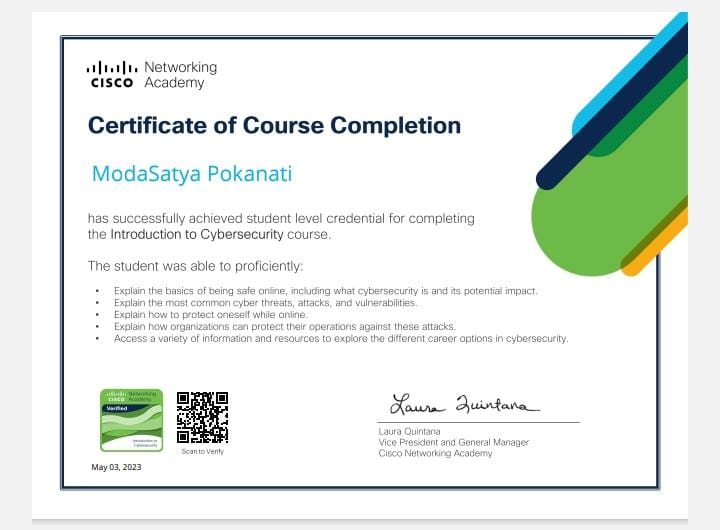 Networking
CISCO Academy
Certificate of Course Completion
ModaSatya Pokanati
has successfully achieved student level credential for completing
the Introduction to Cybersecurity course.
The student was able to proficiently:
• Explain the basics of being safe online, including what cybersecurity is and its potential impact.
• Explain the most common cyber threats, attacks, and vulnerabilities.
• Explain how to protect oneself while online.
• Explain how organizations can protect their operations against these attacks.
• Access a variety of information and resources to explore the different career options in cybersecurity.
CISCO Networking Academy
Verified
Introduction to
Cybersecurity
Scan to Verify
May 03, 2023
Laura Quintana
Laura Quintana
Vice President and General Manager
Cisco Networking Academy